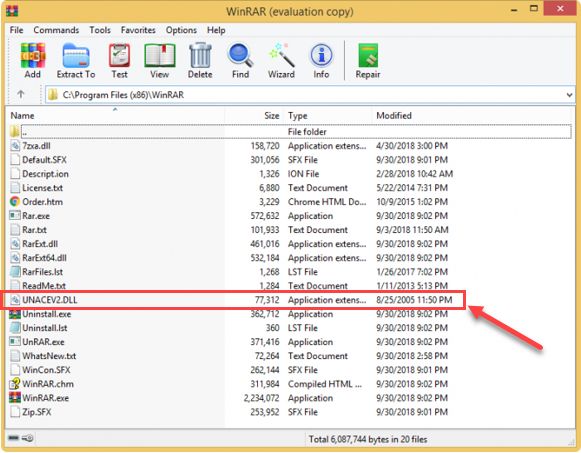 WinRAR (evaluation copy)
File Commands Tools Favorites Options Help
Add Extract To Test View Delete Find Wizard Info Repair
C:\Program Files (x86)\WinRAR
Name Size Type Modified
.. File folder
7zxa.dll 158,720 Application extens... 4/30/2018 3:00 PM
Default.SFX 301,056 SFX File 9/30/2018 9:01 PM
Descript.ion 1,326 ION File 2/28/2018 10:42 AM
License.txt 6,880 Text Document 5/22/2014 7:31 PM
Order.htm 3,229 Chrome HTML Do... 10/9/2015 1:02 PM
Rar.exe 572,632 Application 9/30/2018 9:02 PM
Rar.txt 101,933 Text Document 9/3/2018 11:50 AM
RarExt.dll 461,016 Application extens... 9/30/2018 9:02 PM
RarExt64.dll 532,184 Application extens... 9/30/2018 9:02 PM
RarFiles.lst 1,268 LST File 1/26/2017 7:02 PM
ReadMe.txt 1,284 Text Document 1/11/2013 5:13 PM
UNACEV2.DLL 77,312 Application extens... 8/25/2005 11:50 PM
Uninstall.exe 362,712 Application 9/30/2018 9:02 PM
Uninstall.lst 360 LST File 9/30/2018 9:02 PM
UnRAR.exe 371,416 Application 9/30/2018 9:02 PM
WhatsNew.txt 72,264 Text Document 9/30/2018 2:58 PM
WinCon.SFX 262,144 SFX File 9/30/2018 9:01 PM
WinRAR.chm 311,984 Compiled HTML ... 9/30/2018 9:02 PM
WinRAR.exe 2,234,072 Application 9/30/2018 9:02 PM
Zip.SFX 253,952 SFX File 9/30/2018 9:01 PM
Total 6,087,744 bytes in 20 files